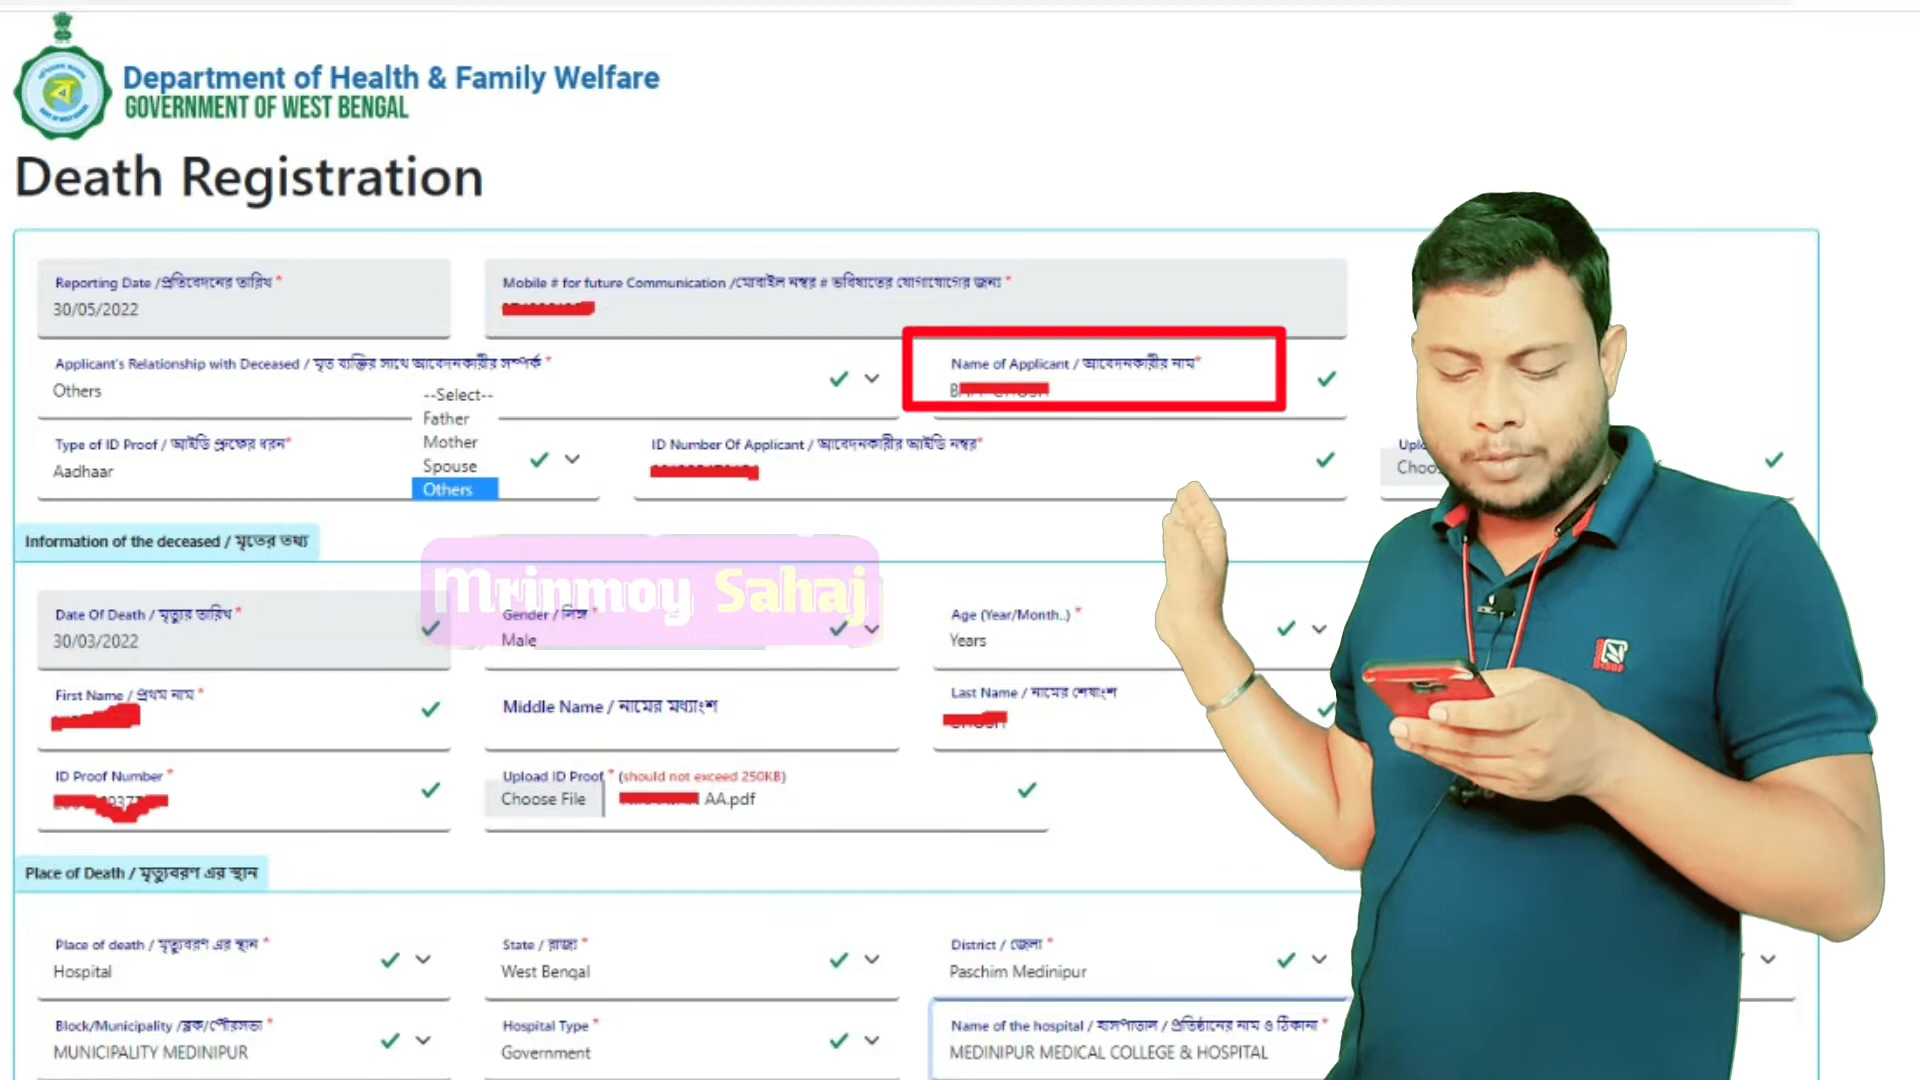 Department of Health & Family Welfare
GOVERNMENT OF WEST BENGAL
Death Registration
Reporting Date /প্রতিবেদনের তারিখ *
Mobile # for future Communication /মোবাইল নম্বর # ভবিষ্যতের যোগাযোগের জন্য *
30/05/2022
Applicant's Relationship with Deceased / মৃত ব্যক্তির সাথে আবেদনকারীর সম্পর্ক *
Name of Applicant / আবেদনকারীর নাম*
Others
--Select--
Father
Mother
Spouse
Others
Type of ID Proof / আইডি প্রুফের ধরন*
ID Number Of Applicant / আবেদনকারীর আইডি নম্বর*
Aadhaar
Information of the deceased / মৃতের তথ্য
Mrinmoy Sahaj
Date Of Death / মৃত্যুর তারিখ *
Gender / লিঙ্গ *
Age (Year/Month..) *
30/03/2022
Male
Years
First Name / প্রথম নাম *
Middle Name / নামের মধ্যাংশ
Last Name / নামের শেষাংশ
ID Proof Number *
Upload ID Proof * (should not exceed 250KB)
Choose File
AA.pdf
Place of Death / মৃত্যুবরণ এর স্থান
Place of death / মৃত্যুবরণ এর স্থান *
State / রাজ্য *
District / জেলা *
Hospital
West Bengal
Paschim Medinipur
Block/Municipality /ব্লক/পৌরসভা *
Hospital Type *
Name of the hospital / হাসপাতাল / প্রতিষ্ঠানের নাম ও ঠিকানা *
MUNICIPALITY MEDINIPUR
Government
MEDINIPUR MEDICAL COLLEGE & HOSPITAL